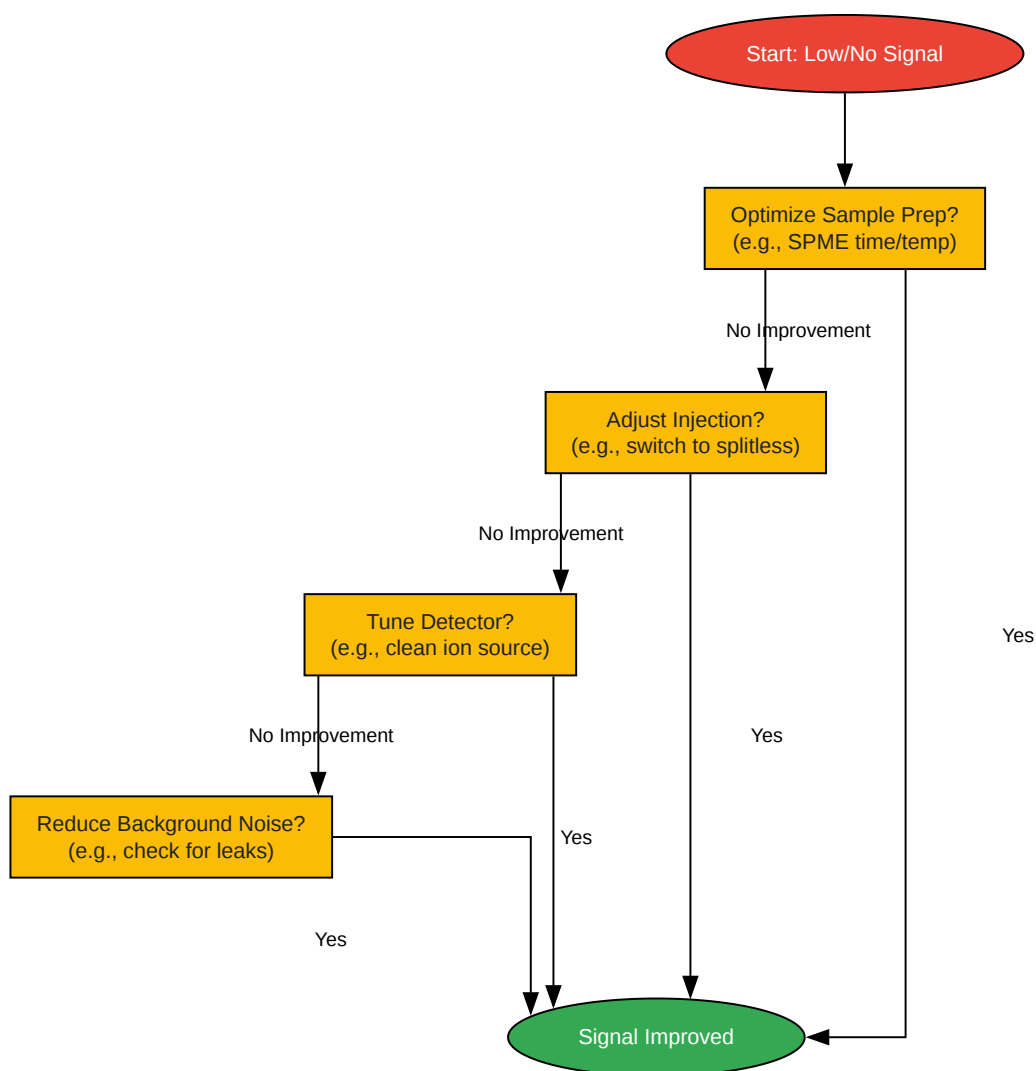 Start: Low/No Signal
Optimize Sample Prep?
(e.g., SPME time/temp)
No Improvement
Adjust Injection?
(e.g., switch to splitless)
No Improvement
Tune Detector?
(e.g., clean ion source)
Yes
No Improvement
Yes
Reduce Background Noise?
(e.g., check for leaks)
Yes
Yes
Signal Improved